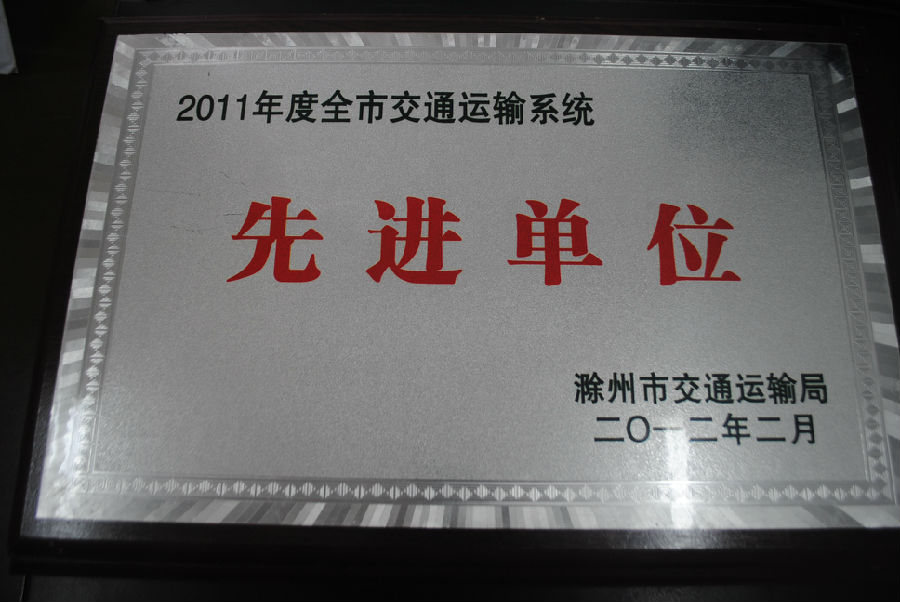 2011年度全市交通运输系统
先进单位
滁州市交通运输局
二〇一二年二月